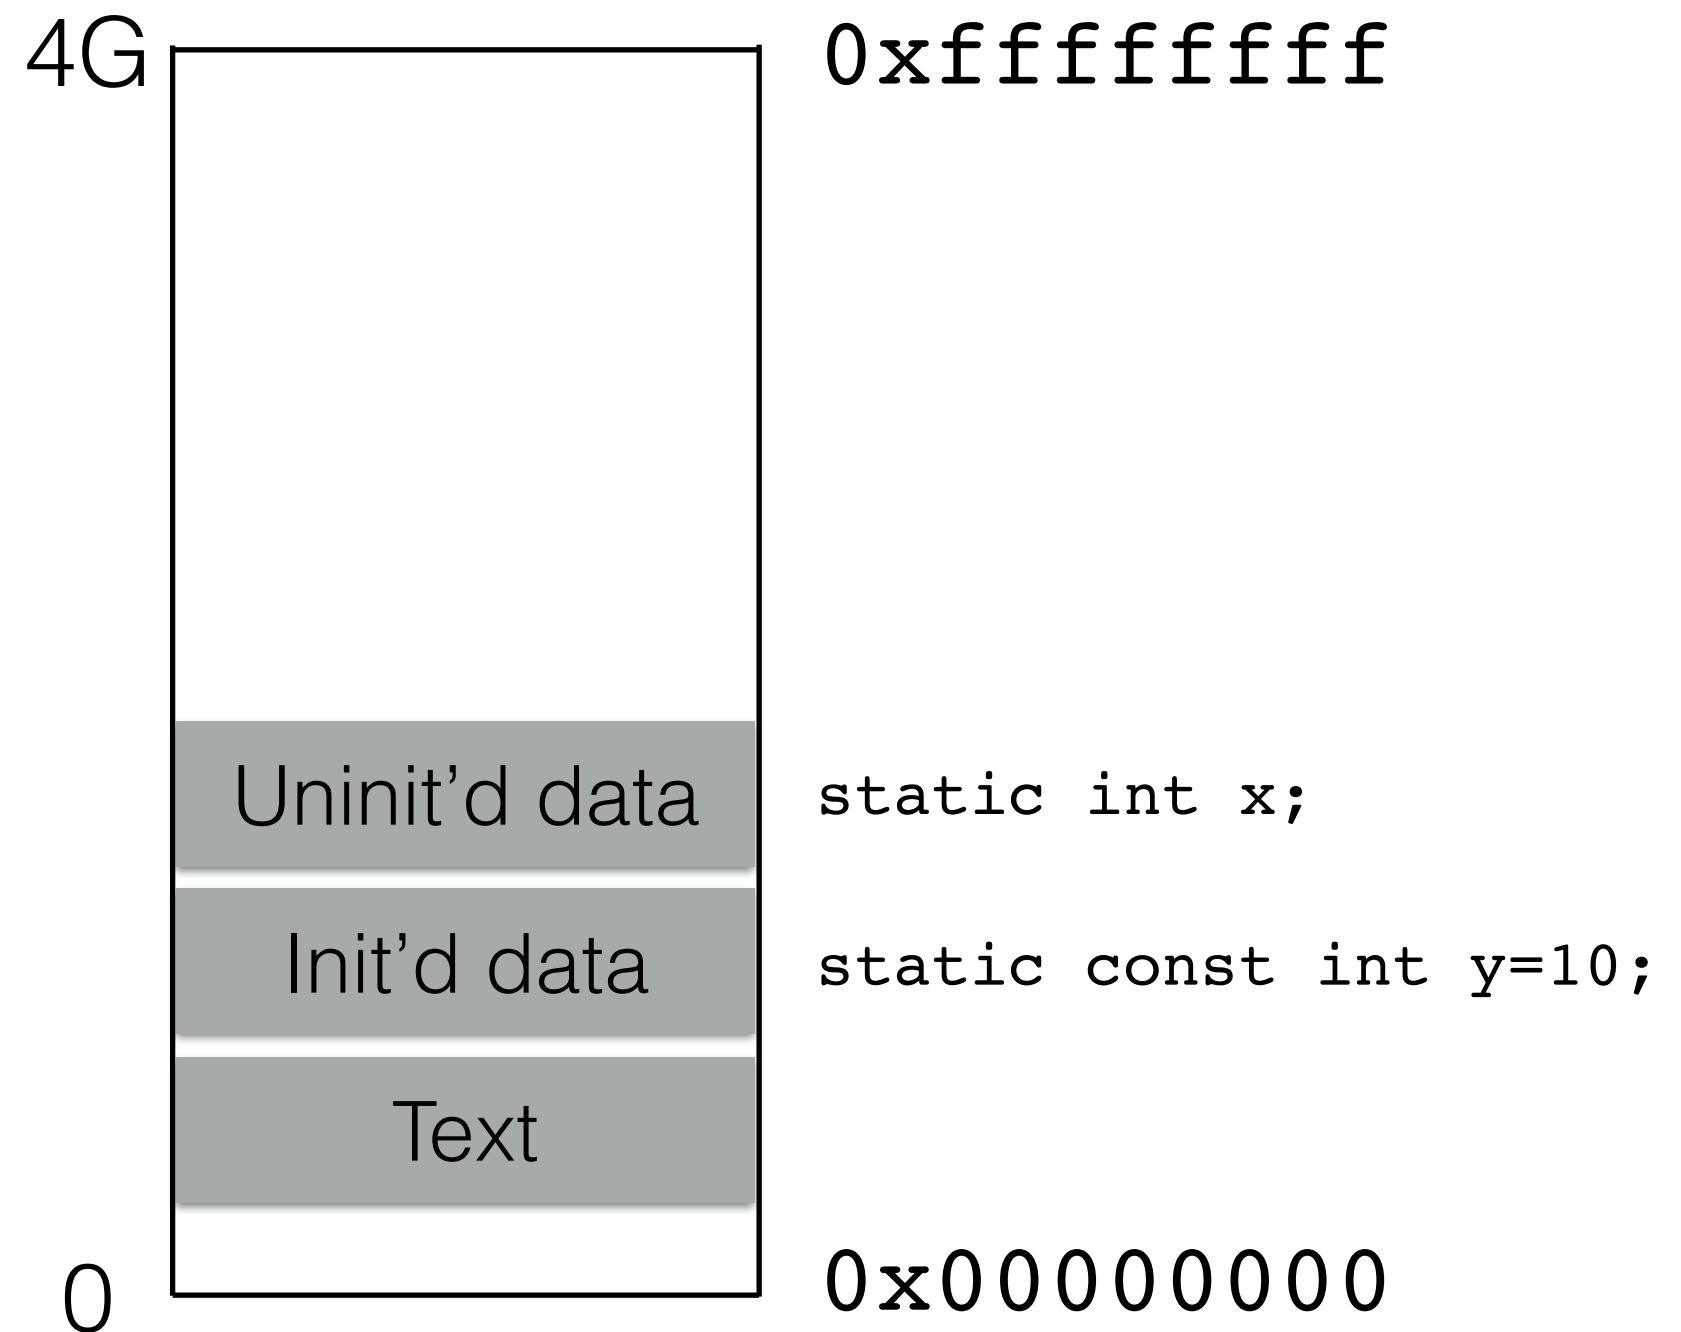 4G 0xffffffff
Uninit’d data static int x;
Init’d data static const int y=10;
Text
0 0x00000000